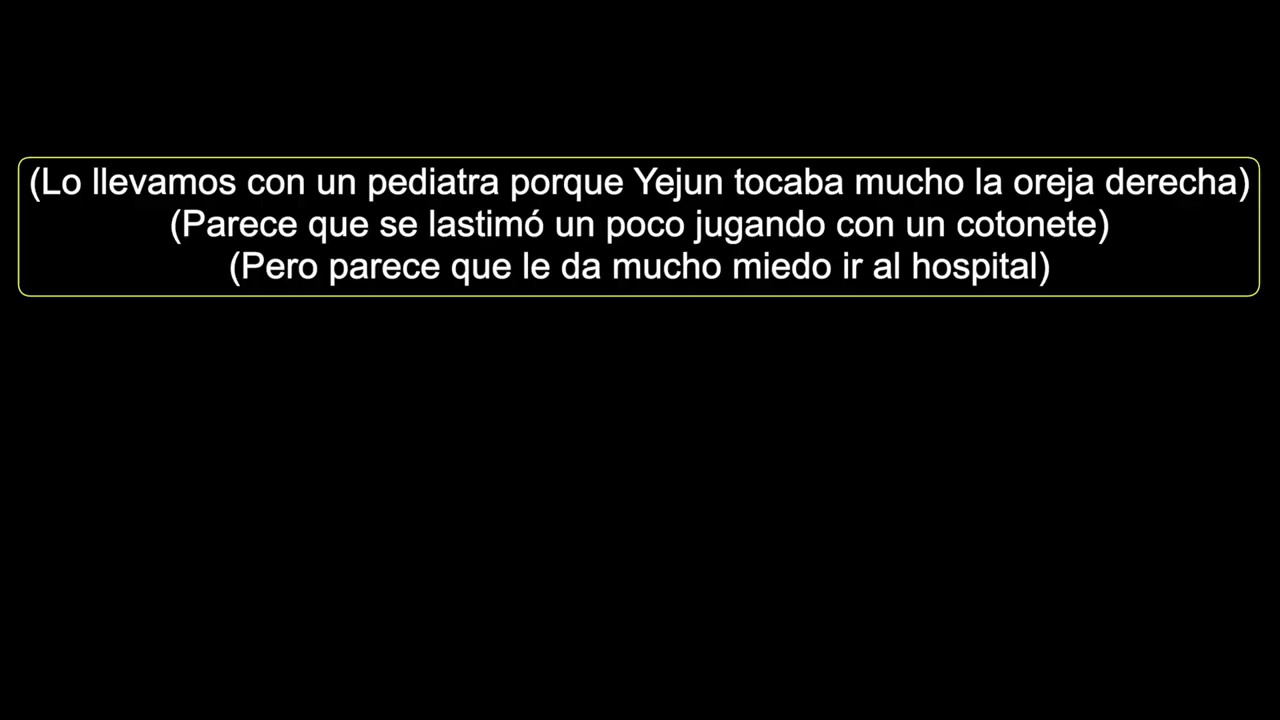 (Lo llevamos con un pediatra porque Yejun tocaba mucho la oreja derecha)
(Parece que se lastimó un poco jugando con un cotonete)
(Pero parece que le da mucho miedo ir al hospital)